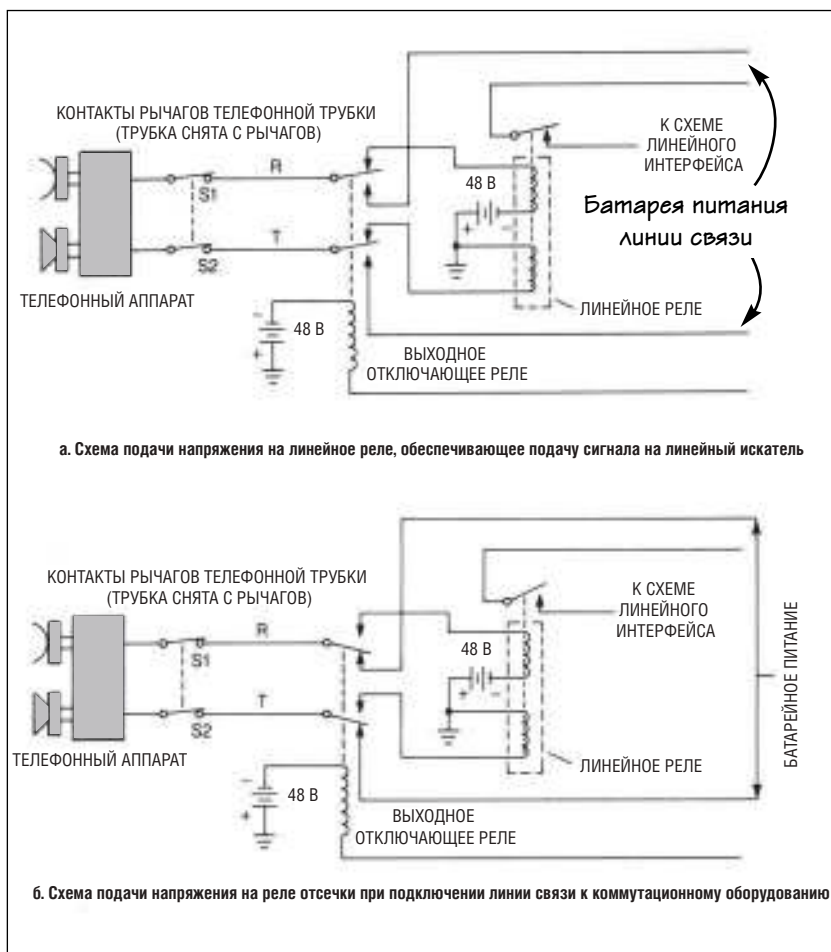 КОНТАКТЫ РЫЧАГОВ ТЕЛЕФОННОЙ ТРУБКИ
(ТРУБКА СНЯТА С РЫЧАГОВ)
R
S1
T
S2
ТЕЛЕФОННЫЙ АППАРАТ
К СХЕМЕ
ЛИНЕЙНОГО
ИНТЕРФЕЙСА
48 В
+ −
Батарея питания
линии связи
ЛИНЕЙНОЕ РЕЛЕ
−
48 В
+
ВЫХОДНОЕ
ОТКЛЮЧАЮЩЕЕ РЕЛЕ
а. Схема подачи напряжения на линейное реле, обеспечивающее подачу сигнала на линейный искатель
КОНТАКТЫ РЫЧАГОВ ТЕЛЕФОННОЙ ТРУБКИ
(ТРУБКА СНЯТА С РЫЧАГОВ)
R
S1
T
S2
ТЕЛЕФОННЫЙ АППАРАТ
К СХЕМЕ
ЛИНЕЙНОГО
ИНТЕРФЕЙСА
48 В
+ −
БАТАРЕЙНОЕ ПИТАНИЕ
ЛИНЕЙНОЕ РЕЛЕ
−
48 В
+
ВЫХОДНОЕ
ОТКЛЮЧАЮЩЕЕ РЕЛЕ
б. Схема подачи напряжения на реле отсечки при подключении линии связи к коммутационному оборудованию